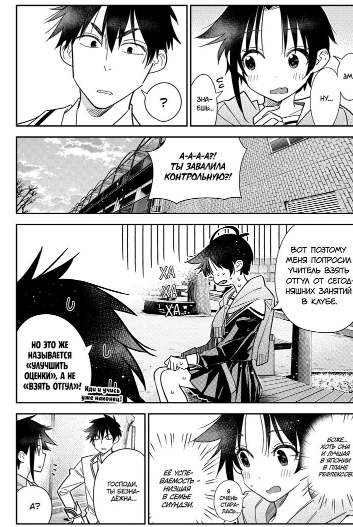 ЭМ...
НУ...
ЗНА-
ЕШЬ...
?
А-А-А-А?!
ТЫ ЗАВАЛИЛА
КОНТРОЛЬНУЮ?!
ВОТ ПОЭТОМУ
МЕНЯ ПОПРОСИЛ
УЧИТЕЛЬ ВЗЯТЬ
ОТГУЛ ОТ СЕГОД-
НЯШНИХ ЗАНЯТИЙ
В КЛУБЕ.
ХА
ХА
ХА
НО ЭТО ЖЕ
НАЗЫВАЕТСЯ
«УЛУЧШИТЬ
ОЦЕНКИ», А НЕ
«ВЗЯТЬ ОТГУЛ»!
Иди и учись
уже наконец!
БОЖЕ...
ХОТЬ ОНА
И ЛУЧШАЯ
В ЯПОНИИ
В ПЛАНЕ
РЕФЛЕКСОВ,
Я
ОЧЕНЬ
СТАРА-
ЛАСЬ...
ЕЁ УСПЕ-
ВАЕМОСТЬ -
НИЗШАЯ
В СЕМЬЕ
СИУНДЗИ.
ГОСПОДИ,
ТЫ БЕЗНА-
ДЁЖНА...
А?